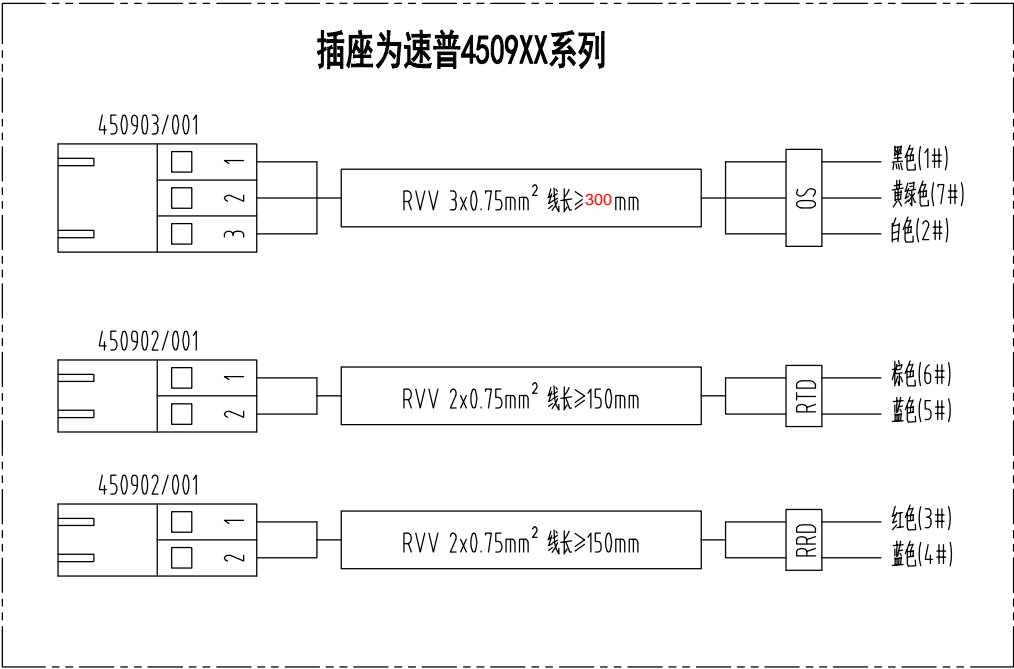 插座为速普4509XX系列
450903/001
1
2
3
RVV 3x0.75mm² 线长≥300mm
OS
黑色(1#)
黄绿色(7#)
白色(2#)
450902/001
1
2
RVV 2x0.75mm² 线长≥150mm
RTD
棕色(6#)
蓝色(5#)
450902/001
1
2
RVV 2x0.75mm² 线长≥150mm
RRD
红色(3#)
蓝色(4#)